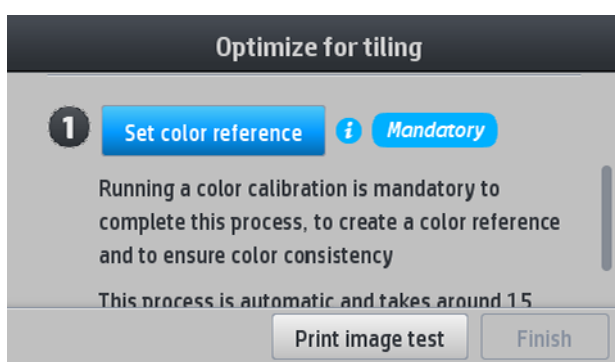 Optimize for tiling
1 Set color reference i Mandatory
Running a color calibration is mandatory to
complete this process, to create a color reference
and to ensure color consistency
This process is automatic and takes around 15
Print image test Finish